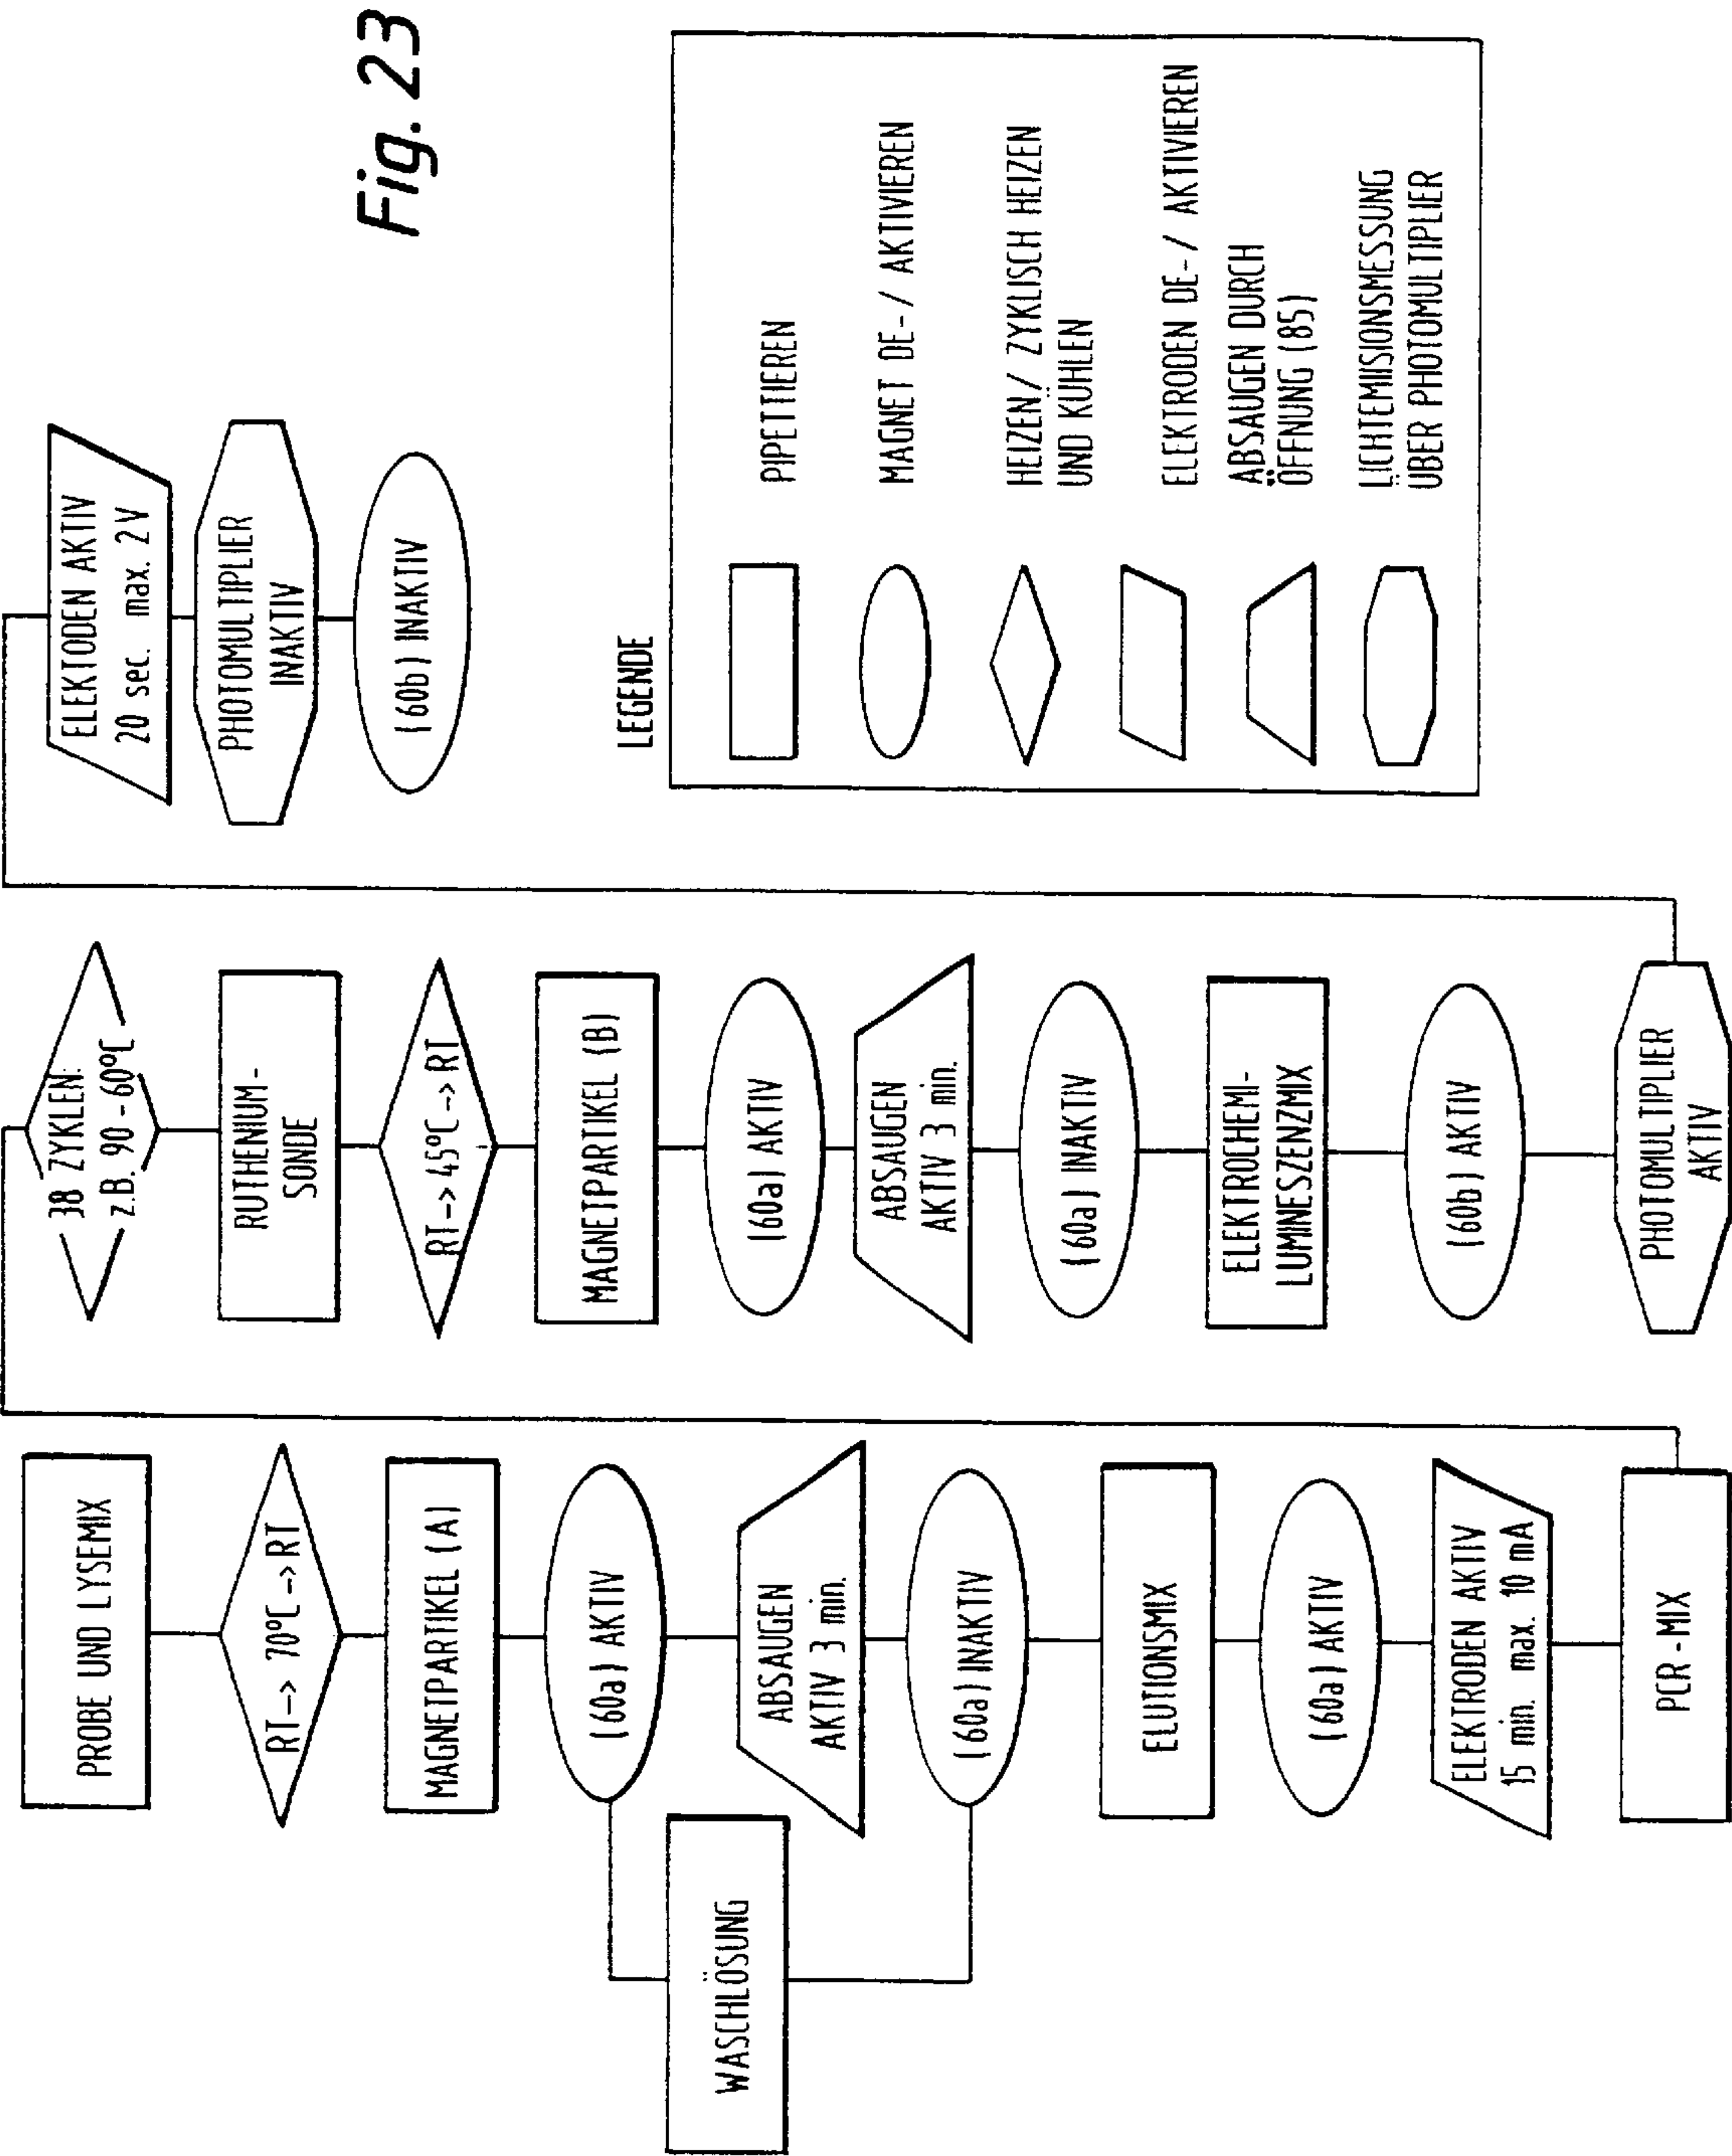 PROBE UND LYSEMIX
RT-> 70°C->RT
MAGNETPARTIKEL (A)
(60a) AKTIV
WASCHLÖSUNG
ABSAUGEN
AKTIV 3 min.
(60a) INAKTIV
ELUTIONSMIX
(60a) AKTIV
ELEKTRODEN AKTIV
15 min. max. 10 mA
PCR-MIX
38 ZYKLEN:
z.B. 90-60°C
RUTHENIUM-
SONDE
RT-> 45°C-> RT
MAGNETPARTIKEL (B)
(60a) AKTIV
ABSAUGEN
AKTIV 3 min.
(60a) INAKTIV
ELEKTROCHEMI-
LUMINESZENZMIX
(60b) AKTIV
PHOTOMULTIPLIER
AKTIV
ELEKTODEN AKTIV
20 sec. max. 2V
PHOTOMULTIPLIER
INAKTIV
(60b) INAKTIV
Fig. 23
LEGENDE
PIPETTIEREN
MAGNET DE-/ AKTIVIEREN
HEIZEN/ ZYKLISCH HEIZEN
UND KÜHLEN
ELEKTRODEN DE-/ AKTIVIEREN
ABSAUGEN DURCH
ÖFFNUNG (85)
LICHTEMIISIONSMESSUNG
ÜBER PHOTOMULTIPLIER